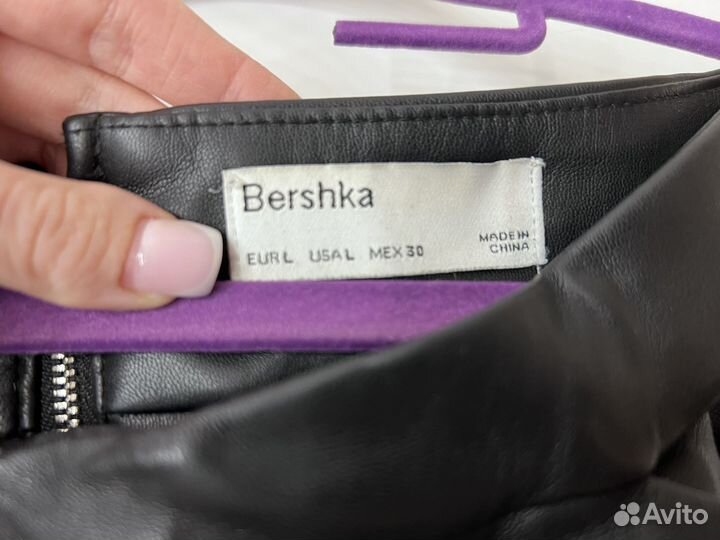 Bershka
EUR L USA L MEX 30
MADE IN
CHINA
Avito